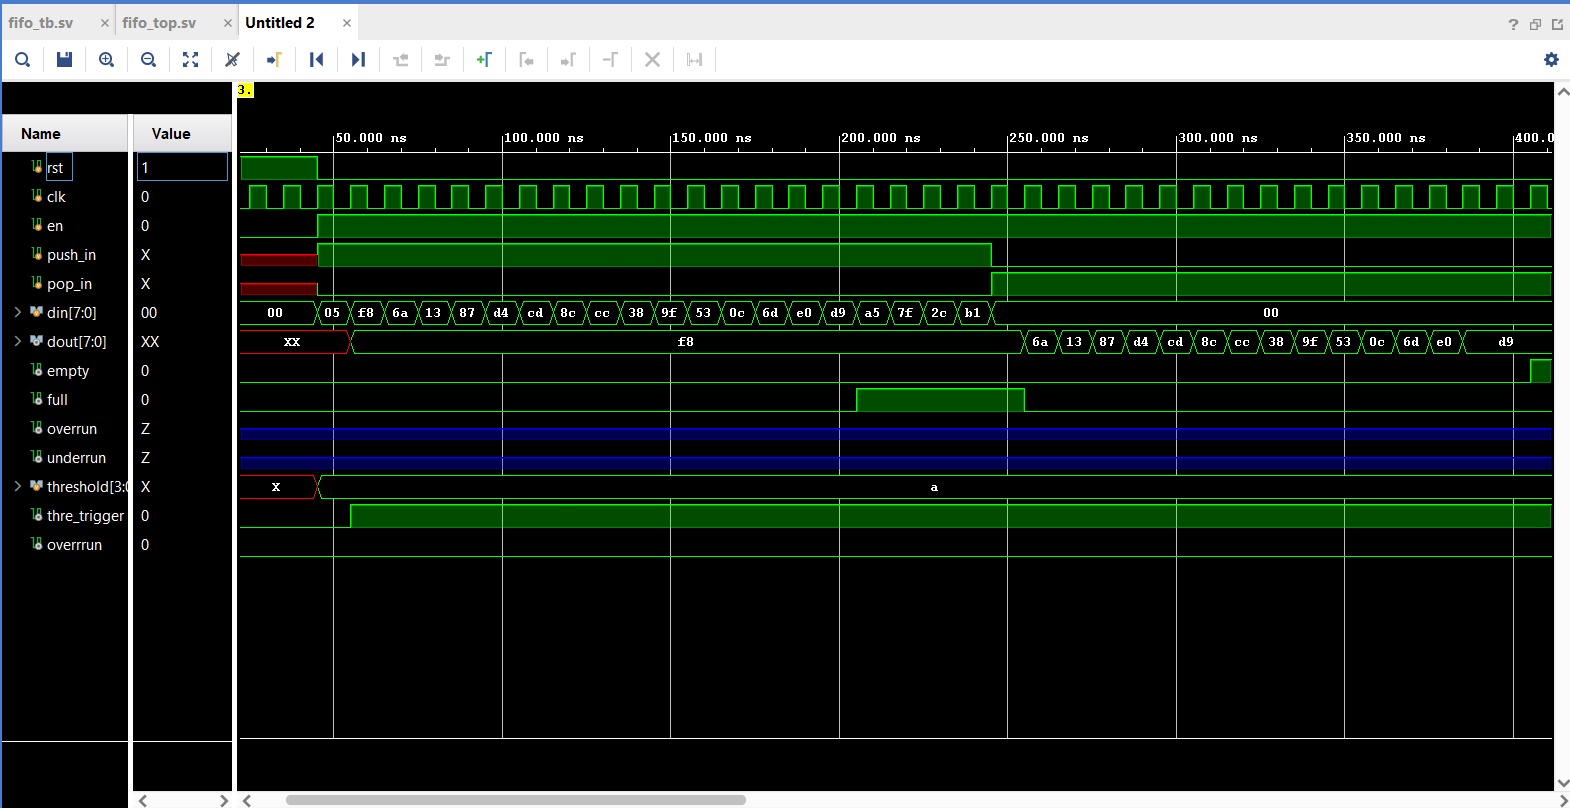 fifo_tb.sv × fifo_top.sv × Untitled 2 ×
?
3.
Name Value
50.000 ns 100.000 ns 150.000 ns 200.000 ns 250.000 ns 300.000 ns 350.000 ns 400.0
rst 1
clk 0
en 0
push_in X
pop_in X
din[7:0] 00 00 05 f8 6a 13 87 d4 cd 8c cc 38 9f 53 0c 6d e0 d9 a5 7f 2c b1 00
dout[7:0] XX XX f8 6a 13 87 d4 cd 8c cc 38 9f 53 0c 6d e0 d9
empty 0
full 0
overrun Z
underrun Z
threshold[3:0 X X a
thre_trigger 0
overrrun 0